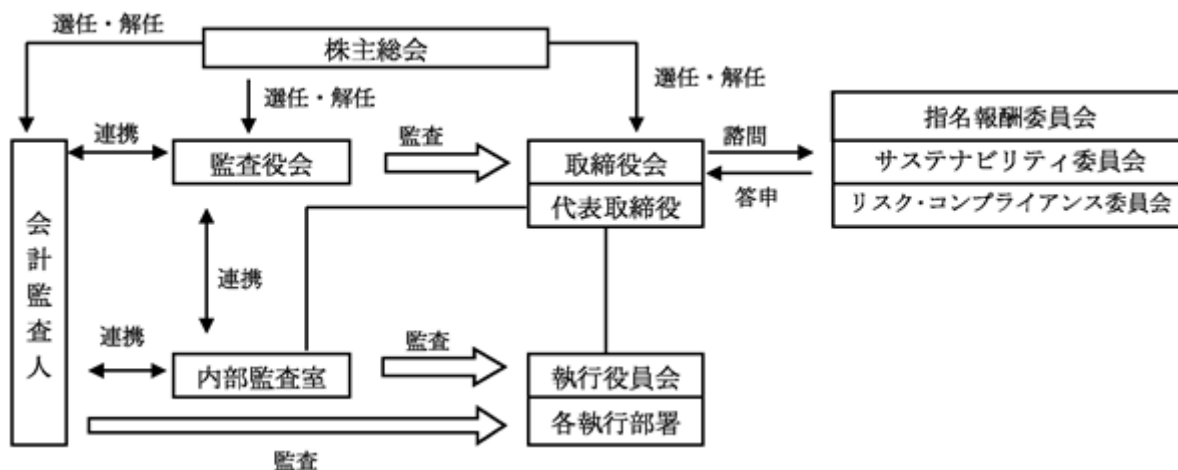 選任・解任
株主総会
選任・解任
選任・解任
連携
監査役会
監査
取締役会
代表取締役
諮問
答申
指名報酬委員会
サステナビリティ委員会
リスク・コンプライアンス委員会
会計監査人
連携
連携
内部監査室
監査
執行役員会
各執行部署
監査